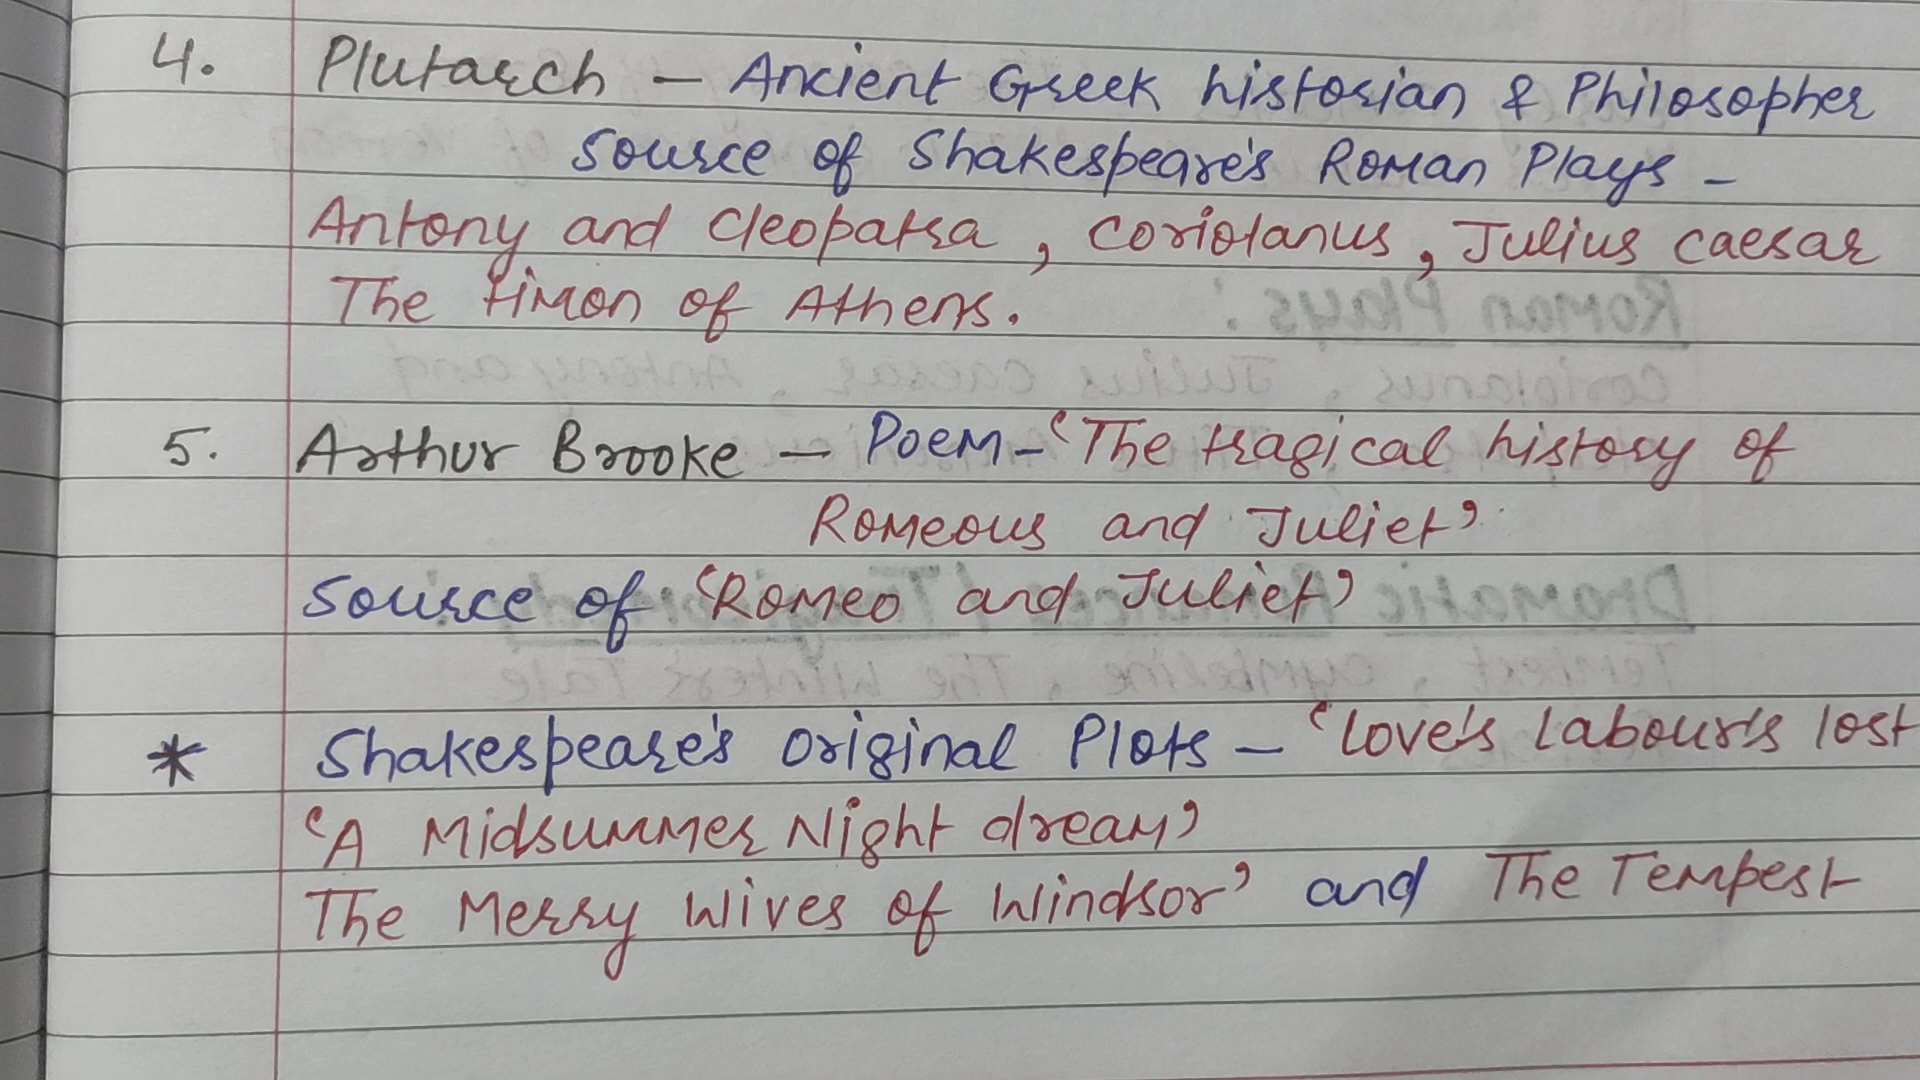 4. Plutarch – Ancient Greek historian & Philosopher
Source of Shakespeare's Roman Plays –
Antony and Cleopatra, Coriolanus, Julius Caesar
The timon of Athens.
5. Arthur Brooke – Poem – 'The tragical history of
Romeous and Juliet'
Source of 'Romeo and Juliet'
* Shakespeare's Original Plots – 'Love's Labour's lost
'A Midsummer Night dream'
The Merry Wives of Windsor' and The Tempest